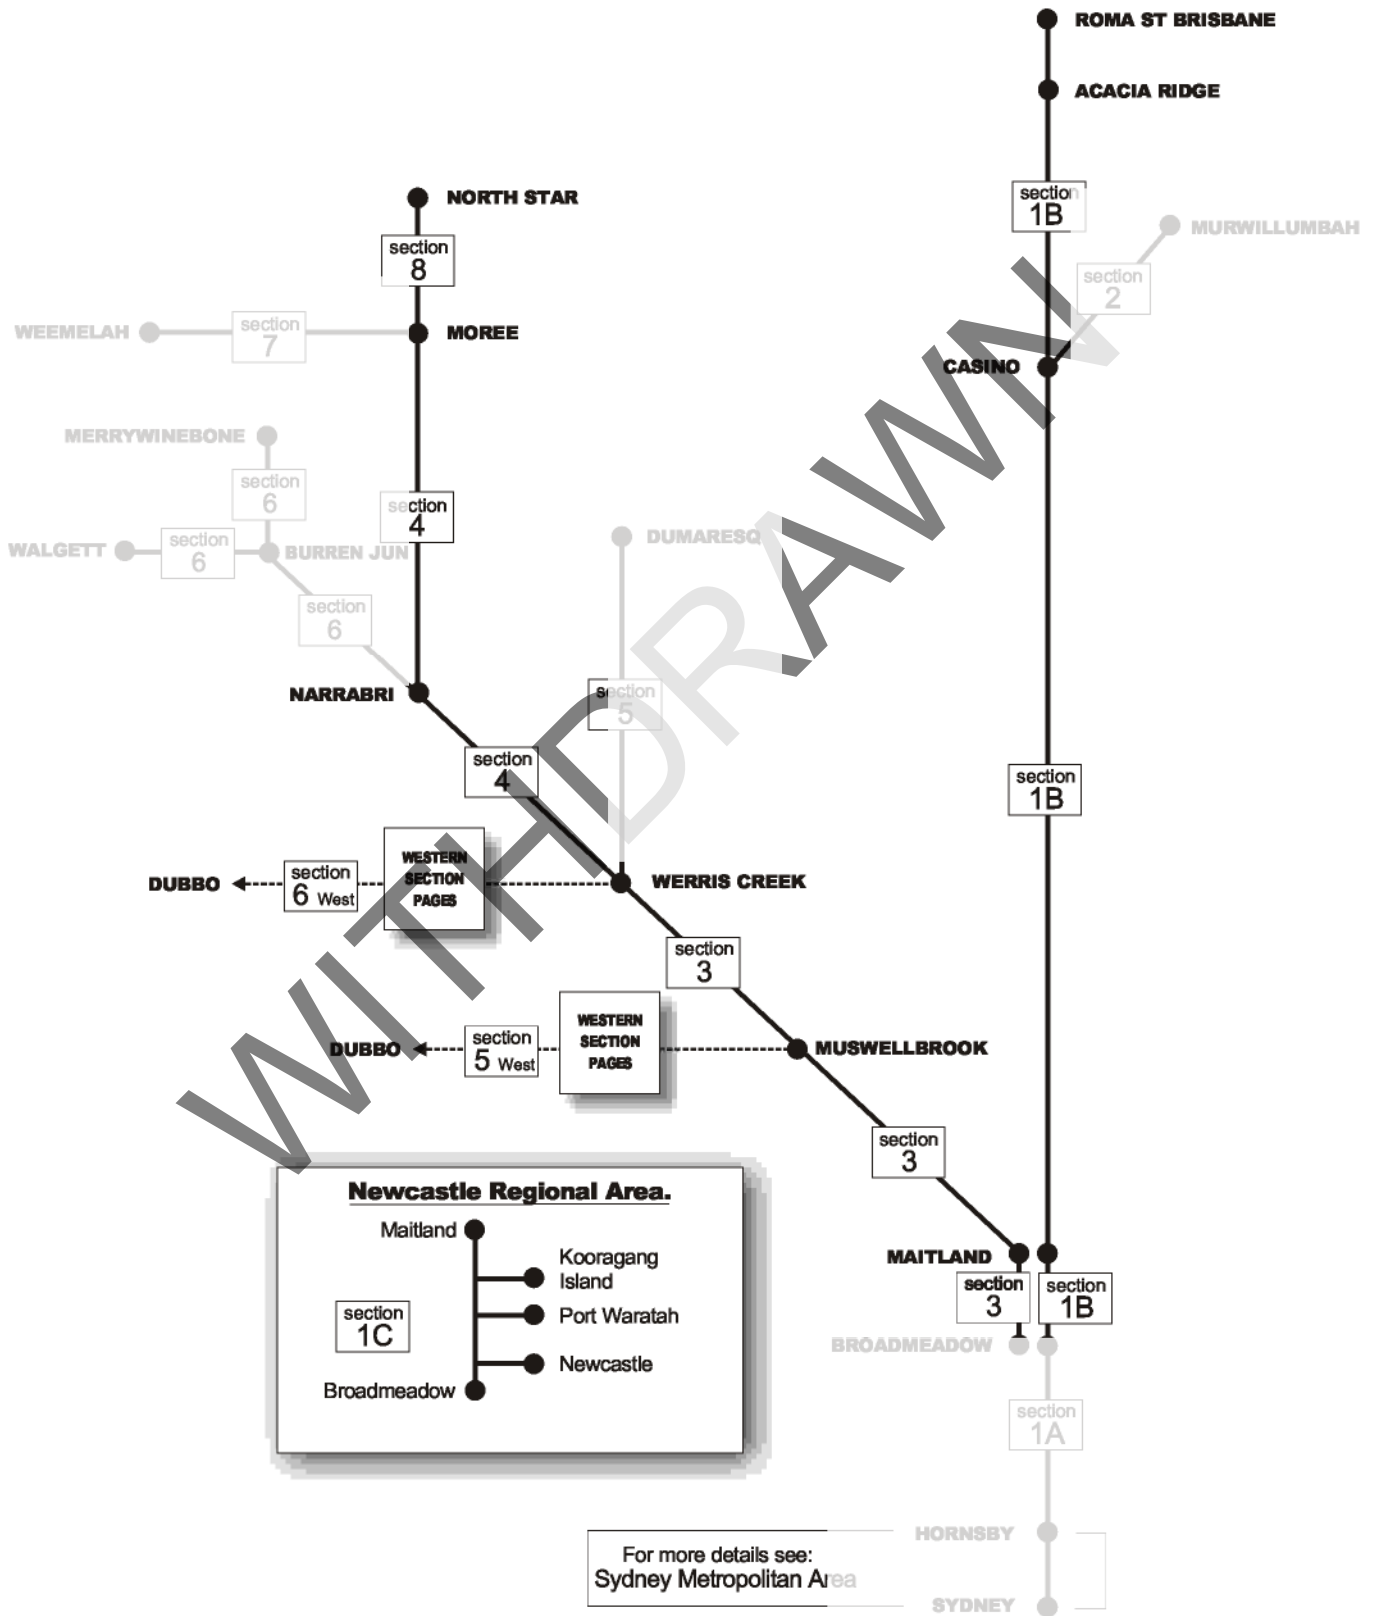 ROMA ST BRISBANE
ACACIA RIDGE
NORTH STAR
section
1B
MURWILLUMBAH
section
8
section
2
WEEMELAH
section
7
MOREE
CASINO
MERRYWINEBONE
section
6
section
4
WALGETT
section
6
BURREN JUN
DUMARESQ
section
6
NARRABRI
section
5
section
4
section
1B
DUBBO
section
6 West
WESTERN
SECTION
PAGES
WERRIS CREEK
section
3
DUBBO
section
5 West
WESTERN
SECTION
PAGES
MUSWELLBROOK
section
3
Newcastle Regional Area.
Maitland
Kooragang
Island
Port Waratah
section
1C
Newcastle
Broadmeadow
MAITLAND
section
3
section
1B
BROADMEADOW
section
1A
HORNSBY
For more details see:
Sydney Metropolitan Area
SYDNEY
WITHDRAWN